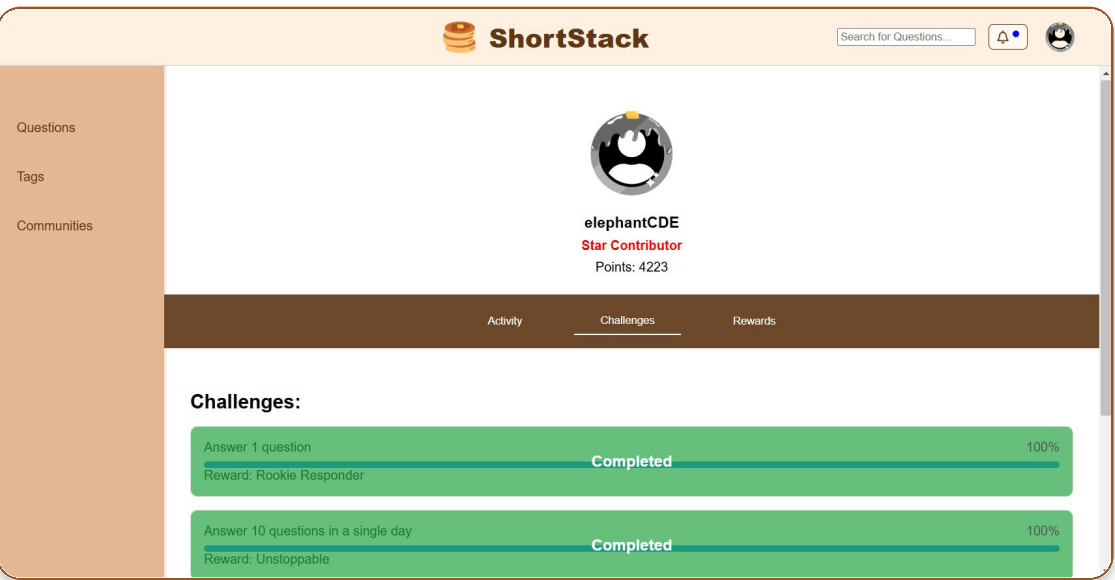 ShortStack
Search for Questions...
Questions
Tags
Communities
elephantCDE
Star Contributor
Points: 4223
Activity Challenges Rewards
Challenges:
Answer 1 question 100%
Completed
Reward: Rookie Responder
Answer 10 questions in a single day 100%
Completed
Reward: Unstoppable